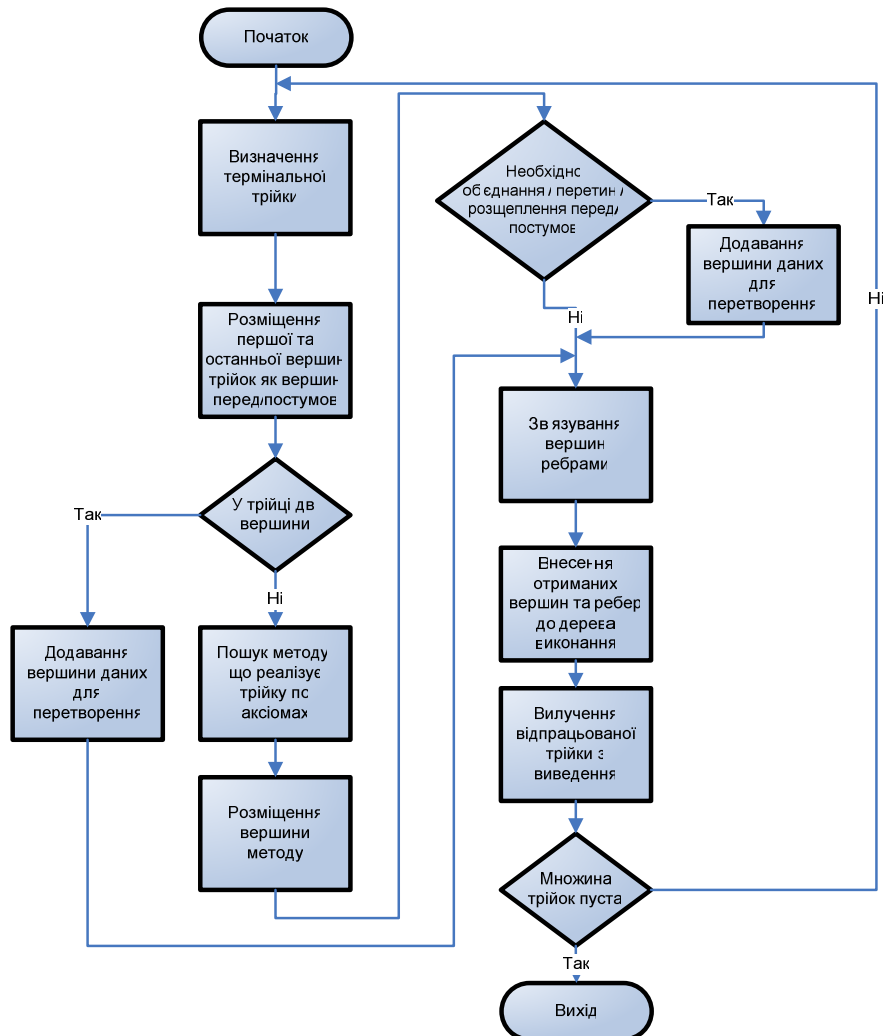 Початок
Визначення
термінальної
трійки
Розміщення
першої та
останньої вершин
трійок як вершин
перед/постумов
У трійці дв
вершини
Так
Ні
Додавання
вершини даних
для
перетворення
Пошук методу
що реалізує
трійку по
аксіомах
Розміщення
вершини
методу
Необхідно
об єднання / перетин /
розщеплення перед/
постумов
Так
Додавання
вершини даних
для
перетворення
Ні
Ні
Зв язування
вершин
ребрами
Внесення
отриманих
вершин та ребер
до дерева
виконання
Вилучення
відпрацьованої
трійки з
виведення
Множина
трійок пуста
Так
Вихід